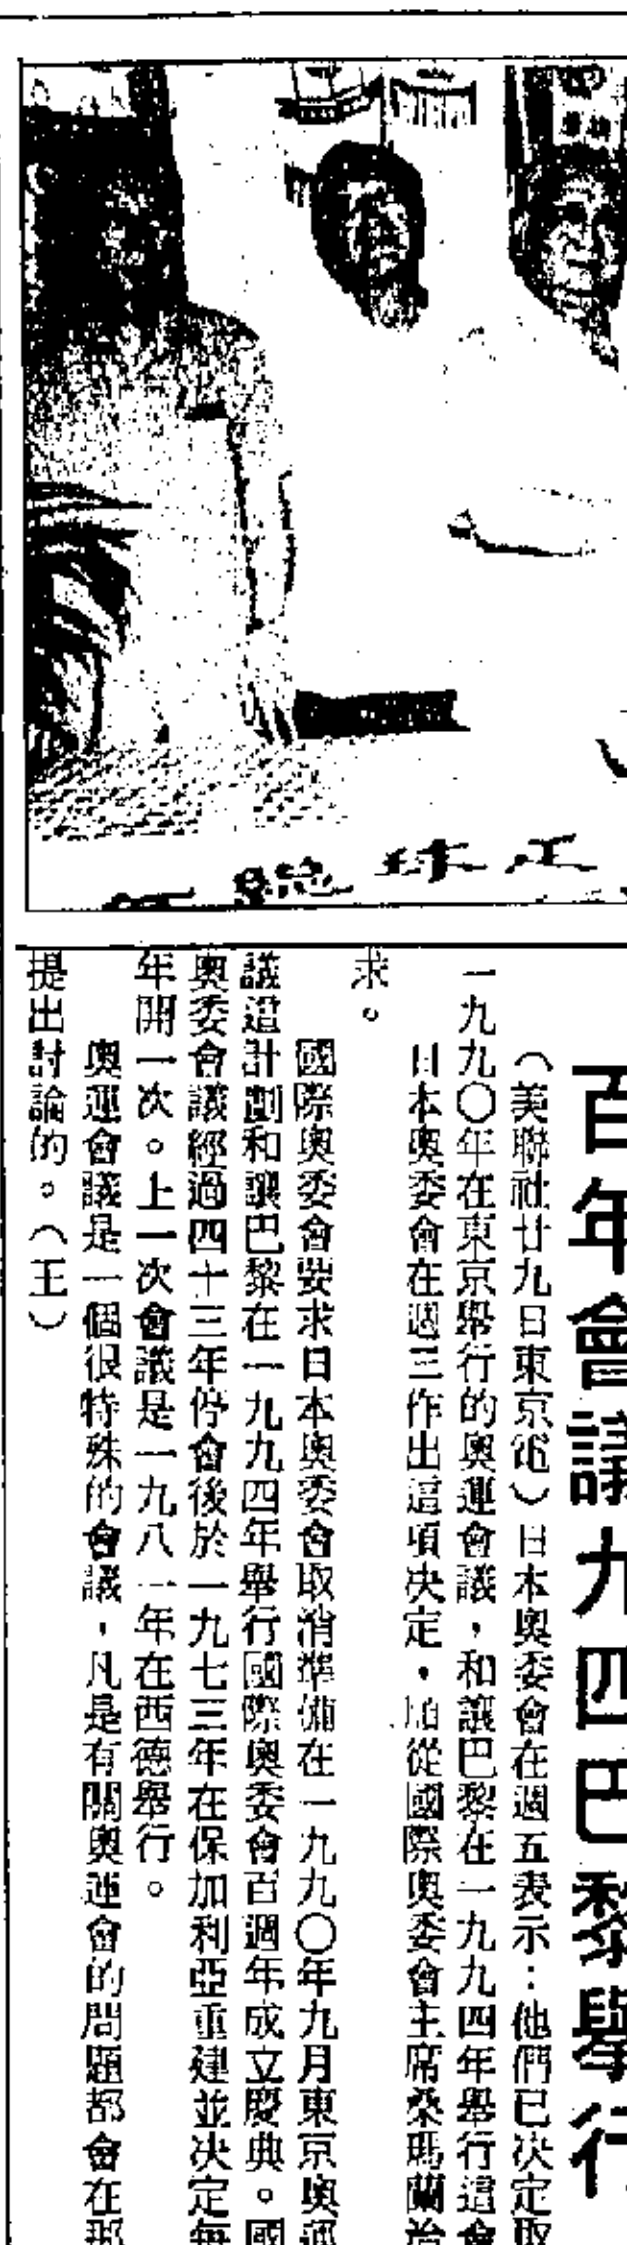 百年會議九四巴黎舉行
（美聯社廿九日東京電）日本奧委會在週五表示：他們已決定取
一九九〇年在東京舉行的奧運會議，和讓巴黎在一九九四年舉行這會
日本奧委會在週三作出這項決定，順從國際奧委會主席桑瑪蘭治
求。
國際奧委會要求日本奧委會取消準備在一九九〇年九月東京奧運
議這計劃和讓巴黎在一九九四年舉行國際奧委會百週年成立慶典。國
奧委會議經過四十三年停會後於一九七三年在保加利亞重建並決定每
年開一次。上一次會議是一九八一年在西德舉行。
奧運會議是一個很特殊的會議，凡是有關奧運會的問題都會在那
提出討論的。（王）